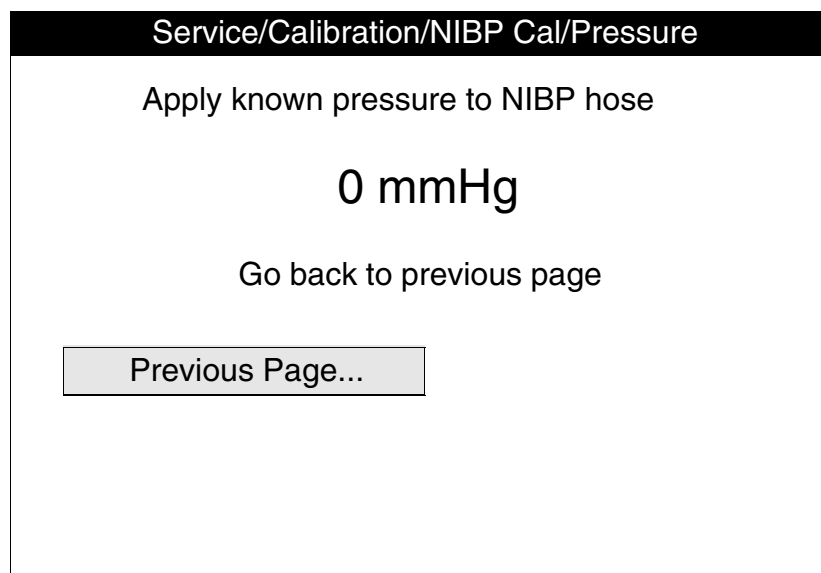 Service/Calibration/NIBP Cal/Pressure
Apply known pressure to NIBP hose
0 mmHg
Go back to previous page
Previous Page...